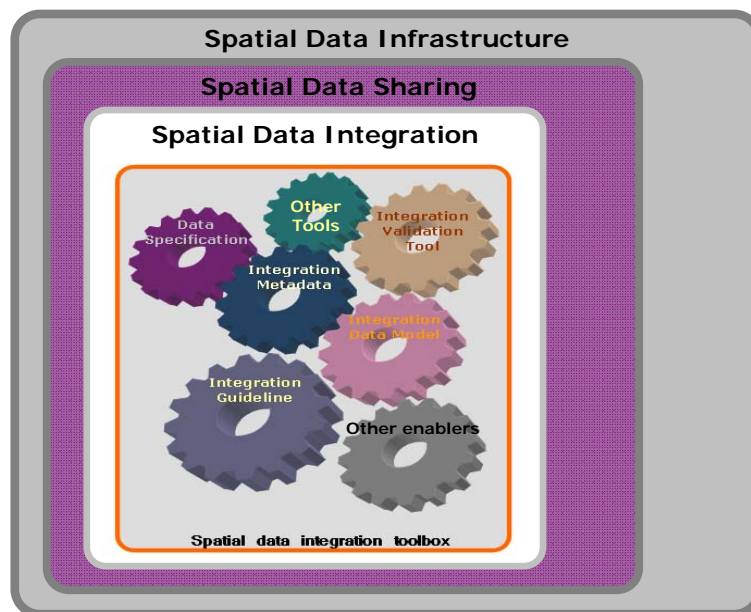 Spatial Data Infrastructure
Spatial Data Sharing
Spatial Data Integration
Other
Tools
Data
Specification
Integration
Validation
Tool
Integration
Metadata
Integration
Data Model
Integration
Guideline
Other enablers
Spatial data integration toolbox